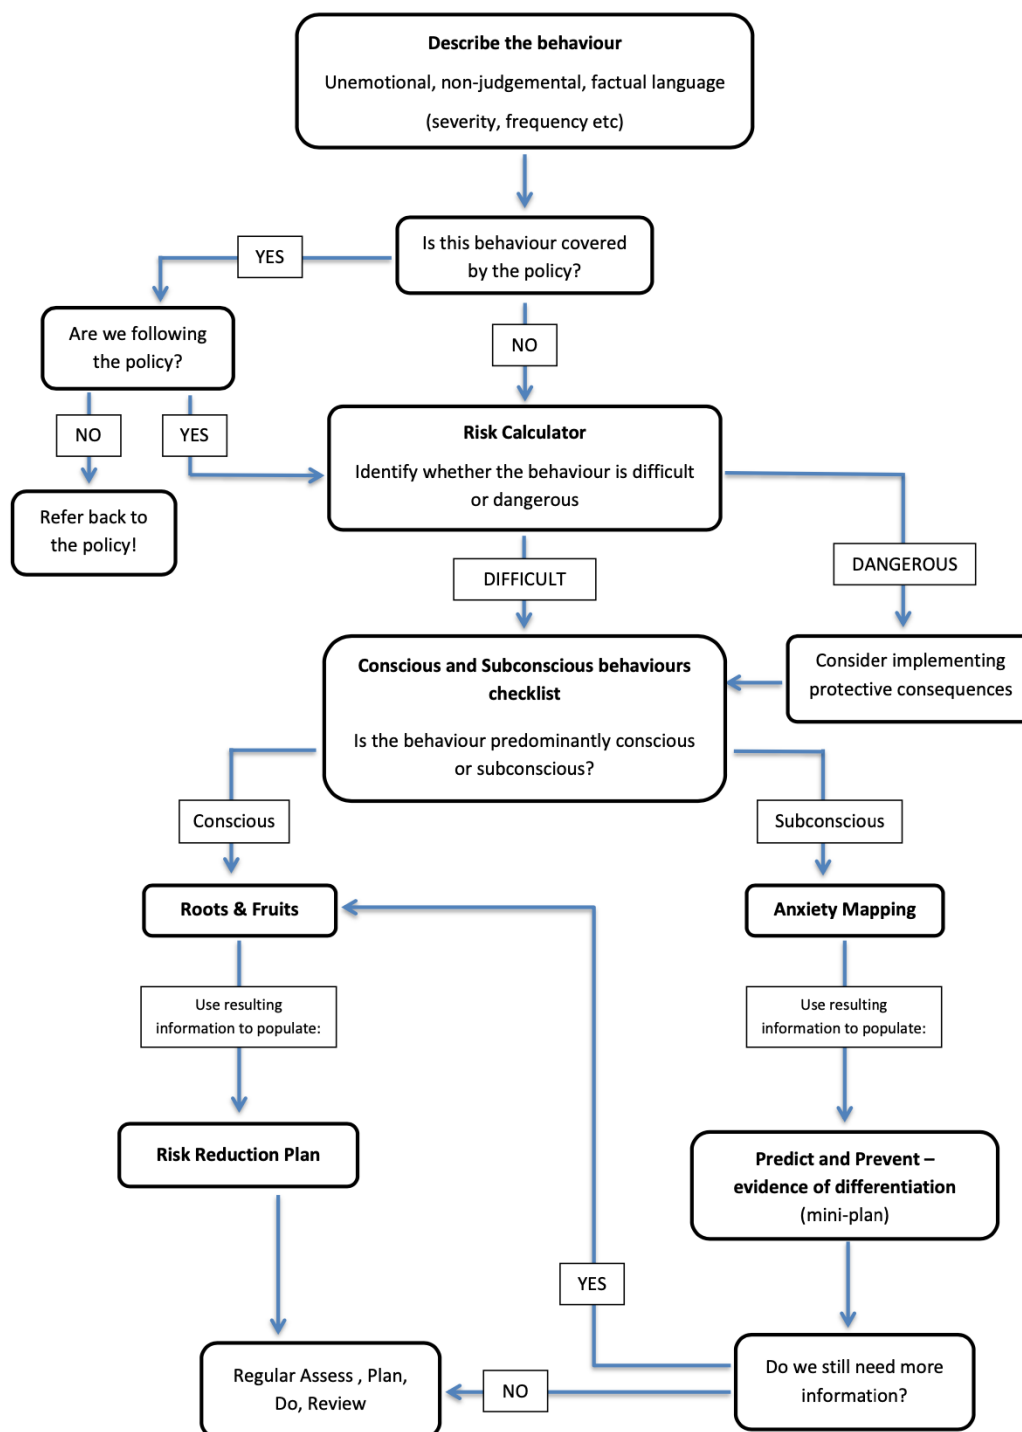 Describe the behaviour
Unemotional, non-judgemental, factual language
(severity, frequency etc)
Is this behaviour covered
by the policy?
YES
Are we following
the policy?
NO
NO
YES
Refer back to
the policy!
Risk Calculator
Identify whether the behaviour is difficult
or dangerous
DIFFICULT
DANGEROUS
Consider implementing
protective consequences
Conscious and Subconscious behaviours
checklist
Is the behaviour predominantly conscious
or subconscious?
Conscious
Subconscious
Roots & Fruits
Anxiety Mapping
Use resulting
information to populate:
Use resulting
information to populate:
Risk Reduction Plan
Predict and Prevent –
evidence of differentiation
(mini-plan)
YES
Do we still need more
information?
NO
Regular Assess , Plan,
Do, Review